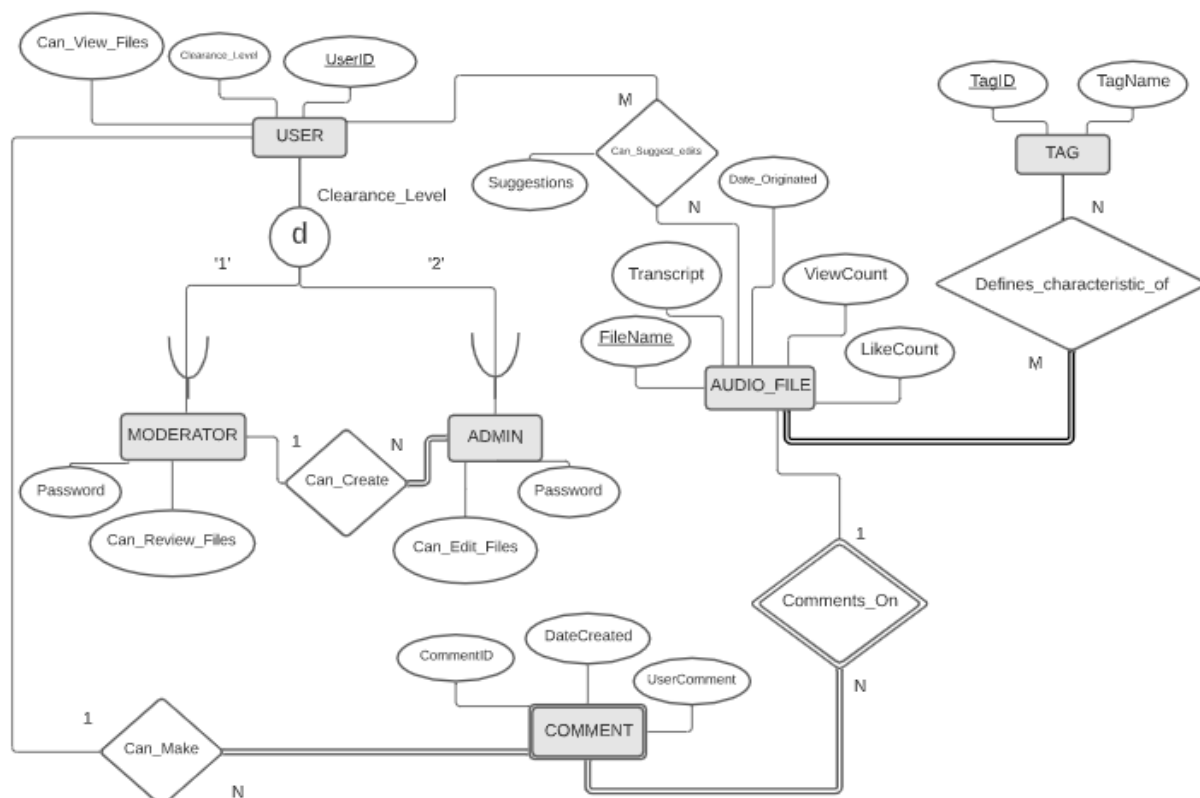 Can_View_Files
Clearance_Level
UserID
USER
M
Can_Suggest_edits
Suggestions
N
Date_Originated
TagID
TagName
TAG
N
Defines_characteristic_of
M
Clearance_Level
d
'1'
'2'
Transcript
ViewCount
FileName
LikeCount
AUDIO_FILE
MODERATOR
1
Can_Create
N
ADMIN
Password
Can_Review_Files
Password
Can_Edit_Files
1
Comments_On
N
CommentID
DateCreated
UserComment
COMMENT
1
Can_Make
N